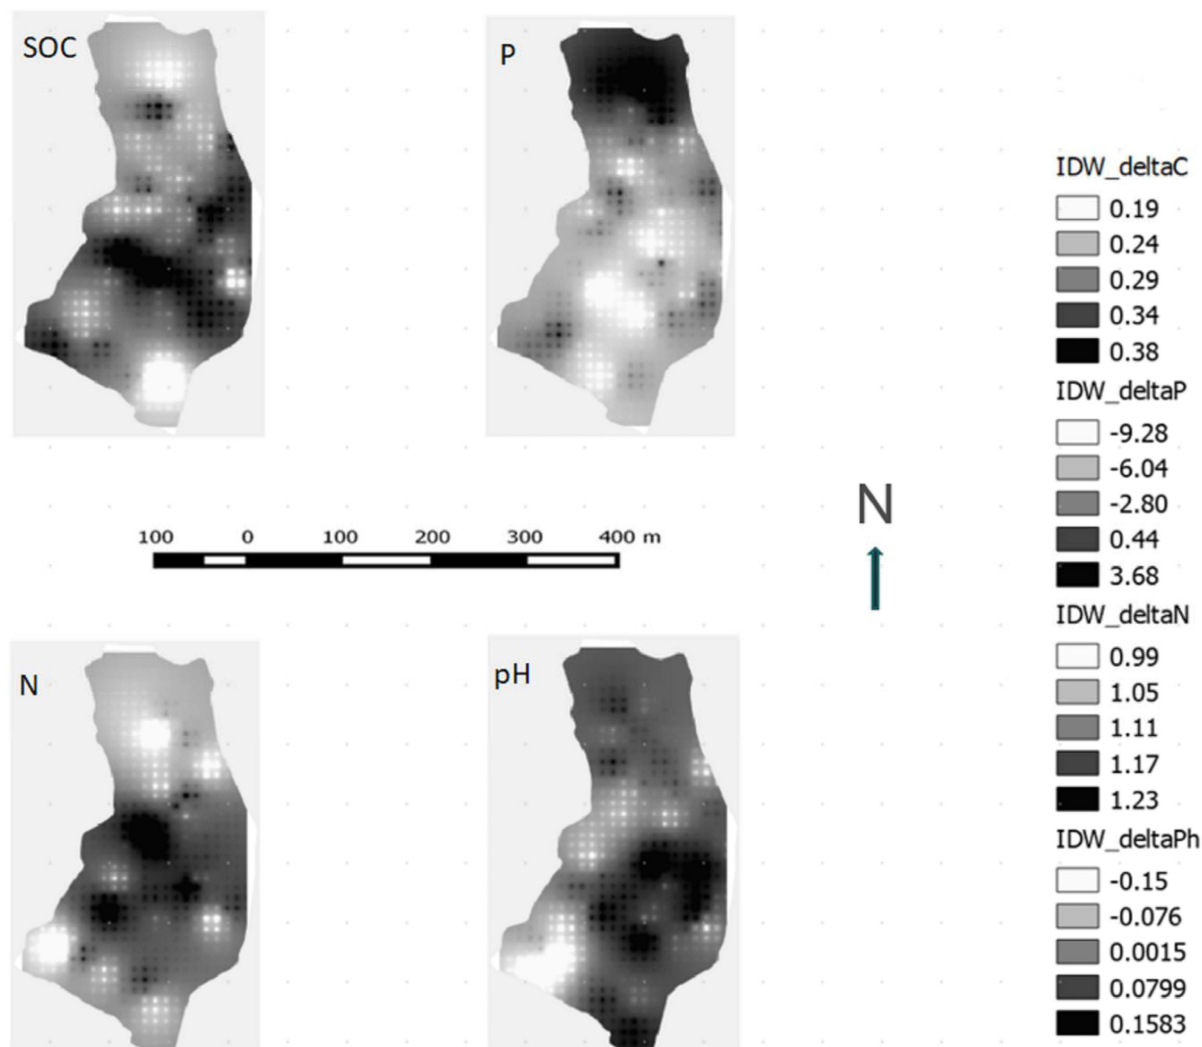 SOC
P
IDW_deltaC
0.19
0.24
0.29
0.34
0.38
IDW_deltaP
-9.28
-6.04
-2.80
0.44
3.68
IDW_deltaN
0.99
1.05
1.11
1.17
1.23
IDW_deltaPh
-0.15
-0.076
0.0015
0.0799
0.1583
N
100 0 100 200 300 400 m
N
pH